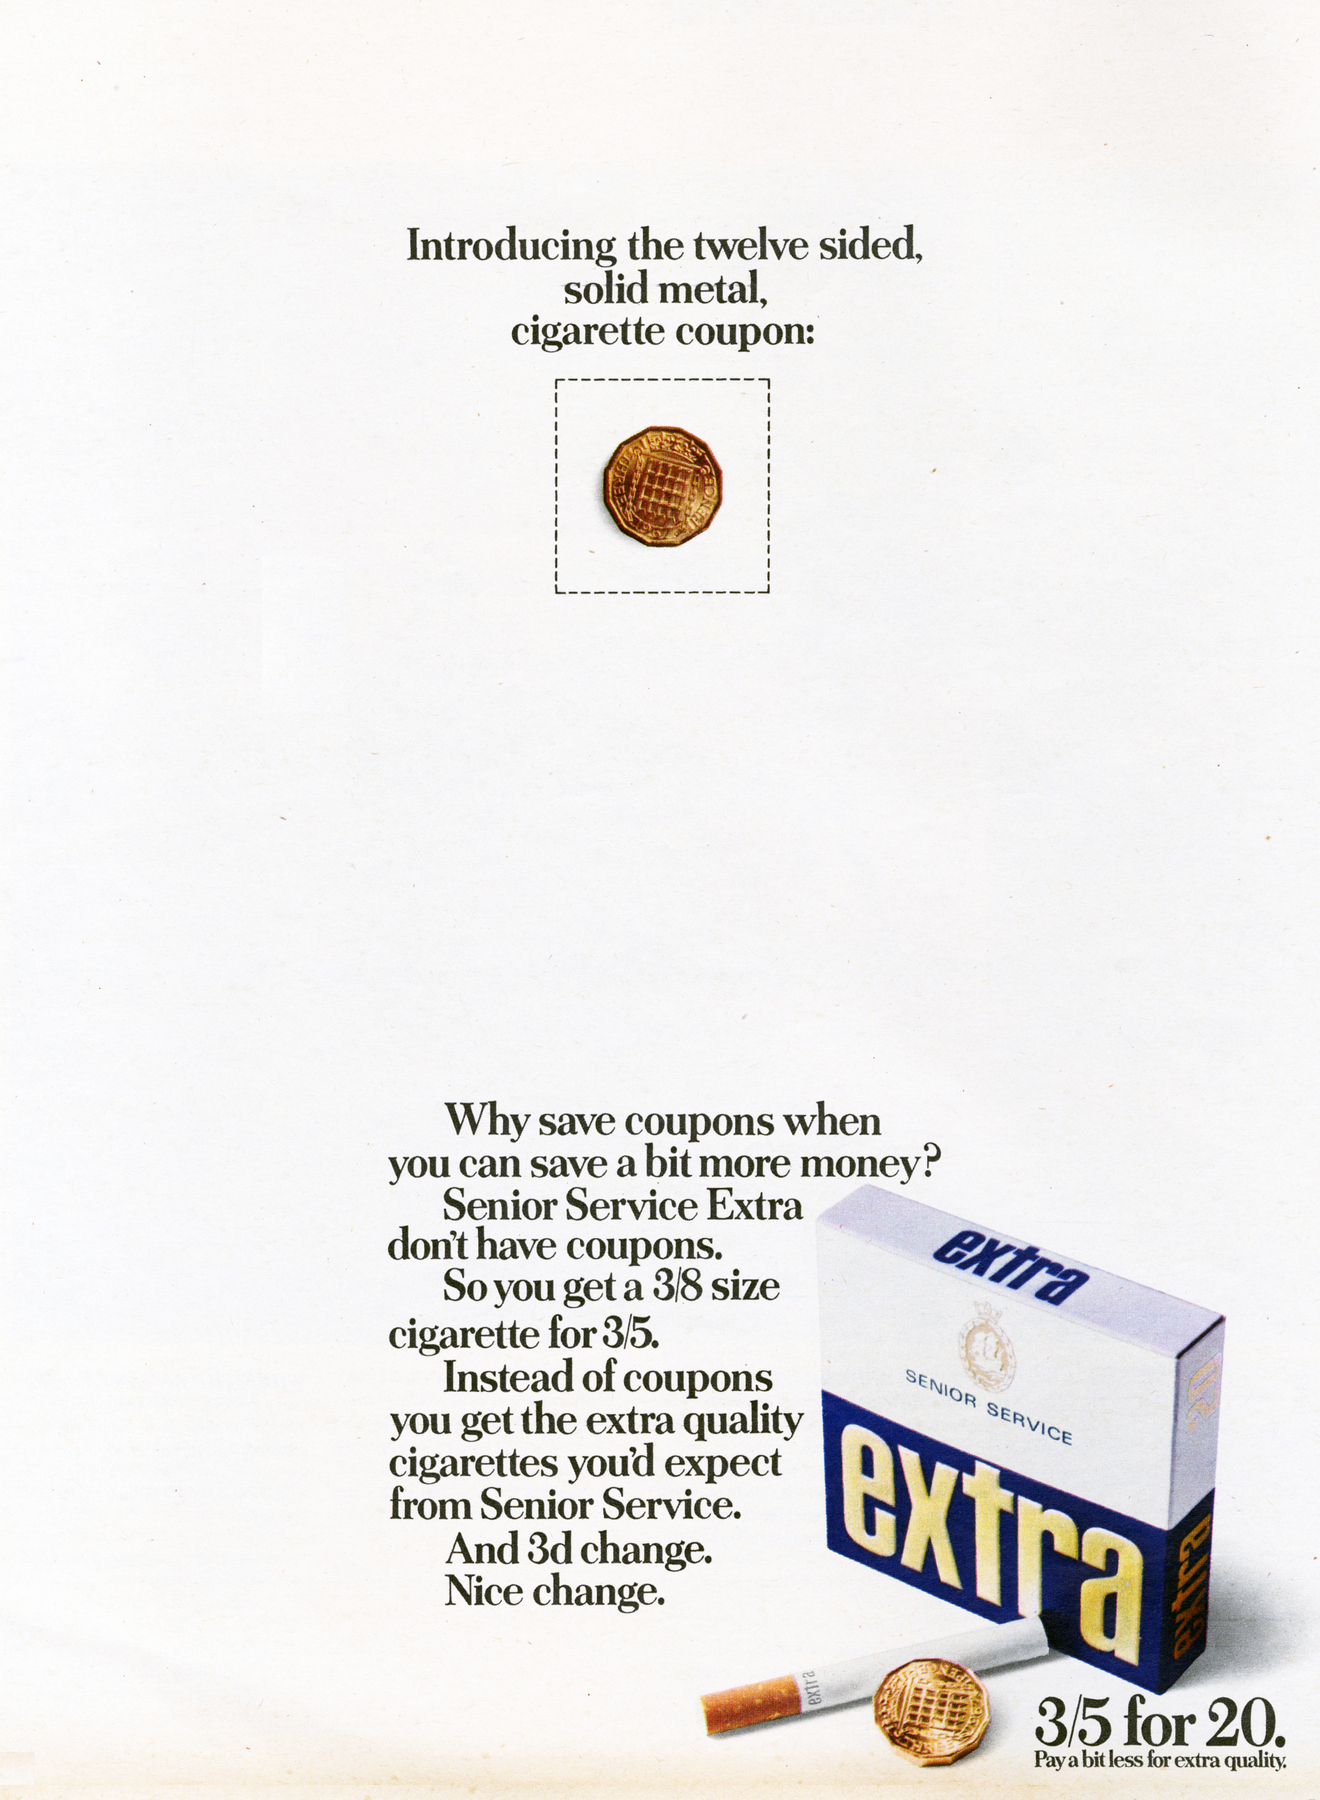 Introducing the twelve sided,
solid metal,
cigarette coupon:
Why save coupons when
you can save a bit more money?
Senior Service Extra
don't have coupons.
So you get a 3/8 size
cigarette for 3/5.
Instead of coupons
you get the extra quality
cigarettes you'd expect
from Senior Service.
And 3d change.
Nice change.
extra
SENIOR SERVICE
extra
20
extra
extra
3/5 for 20.
Pay a bit less for extra quality.